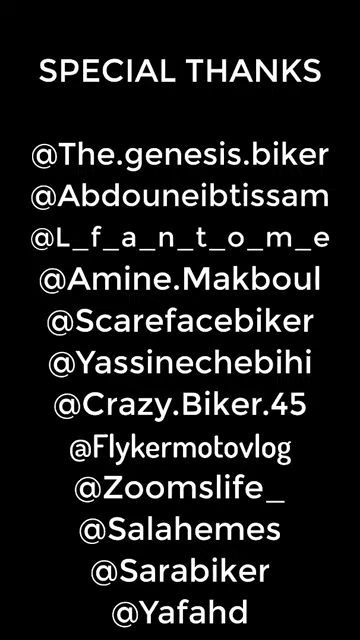 SPECIAL THANKS
@The.genesis.biker
@Abdouneibtissam
@L_f_a_n_t_o_m_e
@Amine.Makboul
@Scarefacebiker
@Yassinechebihi
@Crazy.Biker.45
@Flykermotovlog
@Zoomslife_
@Salahemes
@Sarabiker
@Yafahd